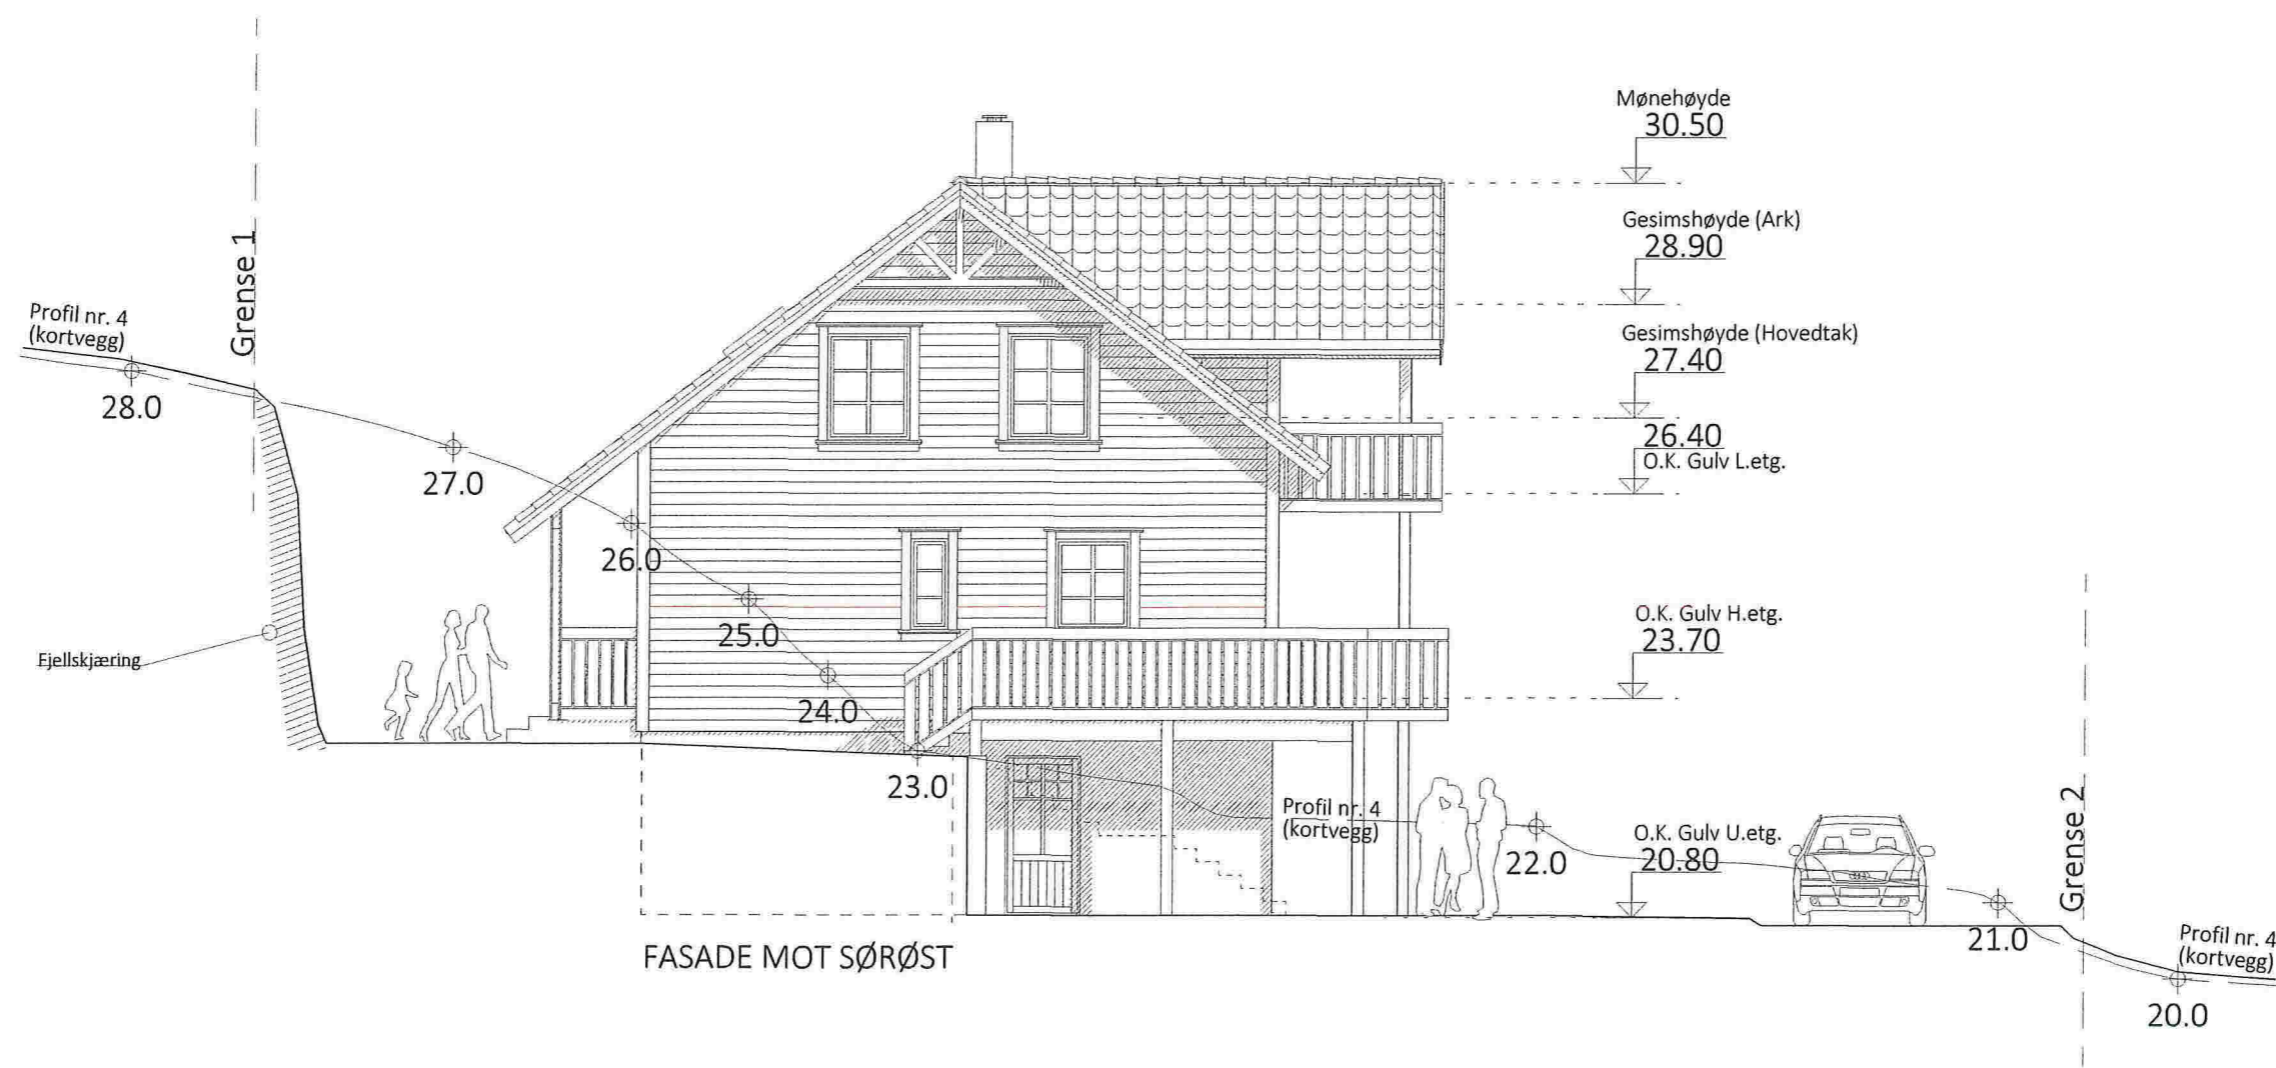 Mønehøyde
30.50
Gesimshøyde (Ark)
28.90
Gesimshøyde (Hovedtak)
27.40
26.40
O.K. Gulv L.etg.
O.K. Gulv H.etg.
23.70
O.K. Gulv U.etg.
20.80
Grense 1
Profil nr. 4
(kortvegg)
28.0
27.0
26.0
25.0
24.0
23.0
Fjellskjæring
Profil nr. 4
(kortvegg)
22.0
21.0
Grense 2
Profil nr. 4
(kortvegg)
20.0
FASADE MOT SØRØST